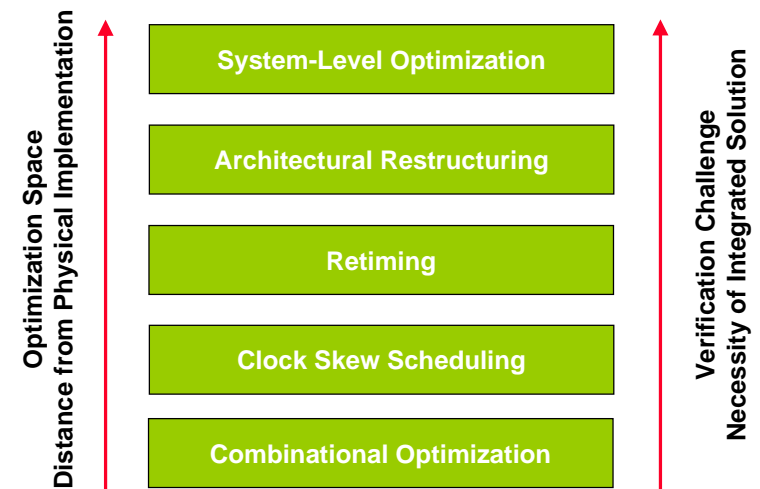 Optimization Space
Distance from Physical Implementation
System-Level Optimization
Architectural Restructuring
Retiming
Clock Skew Scheduling
Combinational Optimization
Verification Challenge
Necessity of Integrated Solution